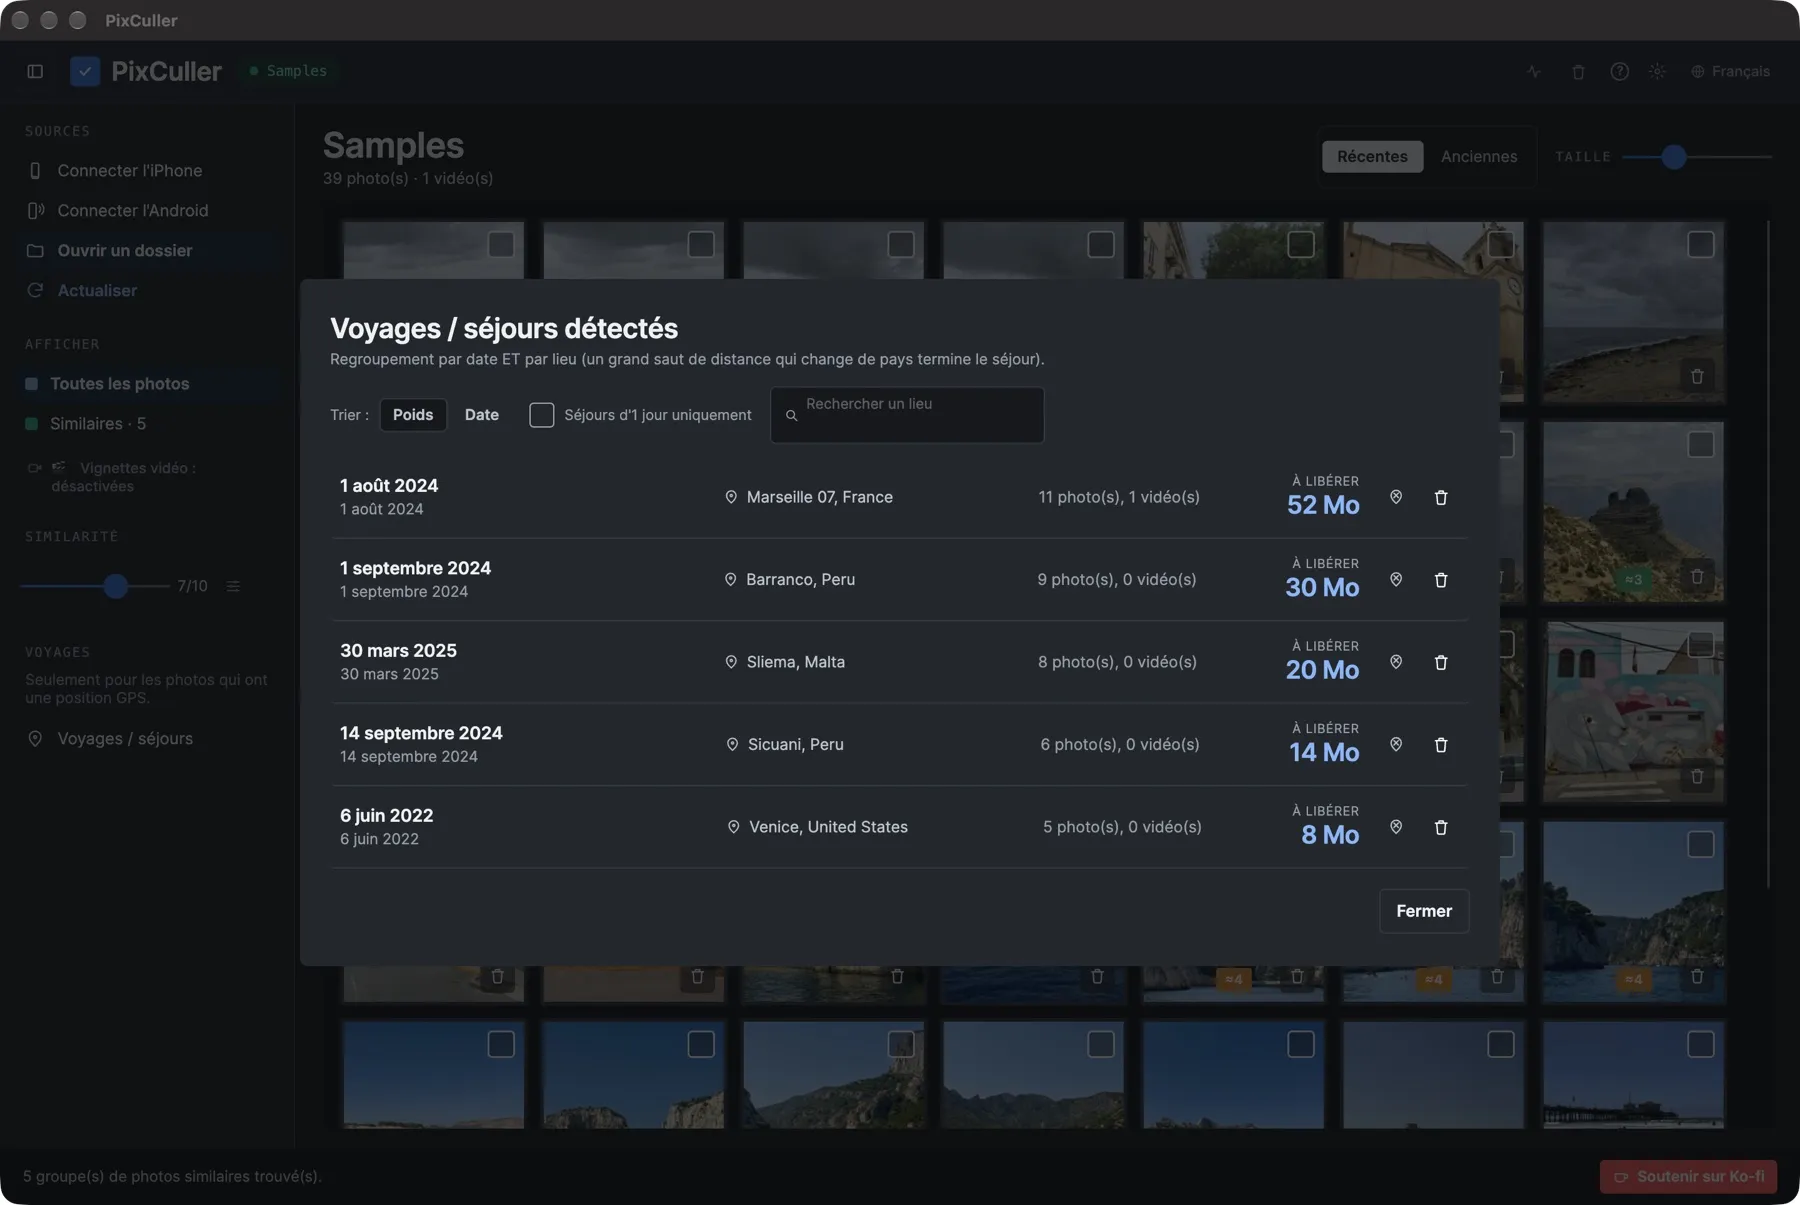 PixCuller
PixCuller
Samples
Français
SOURCES
Connecter l'iPhone
Connecter l'Android
Ouvrir un dossier
Actualiser
AFFICHER
Toutes les photos
Similaires · 5
Vignettes vidéo :
désactivées
SIMILARITÉ
7/10
VOYAGES
Seulement pour les photos qui ont
une position GPS.
Voyages / séjours
Samples
39 photo(s) · 1 vidéo(s)
Récentes
Anciennes
TAILLE
Voyages / séjours détectés
Regroupement par date ET par lieu (un grand saut de distance qui change de pays termine le séjour).
Trier :
Poids
Date
Séjours d'1 jour uniquement
Rechercher un lieu
1 août 2024
1 août 2024
Marseille 07, France
11 photo(s), 1 vidéo(s)
À LIBÉRER
52 Mo
1 septembre 2024
1 septembre 2024
Barranco, Peru
9 photo(s), 0 vidéo(s)
À LIBÉRER
30 Mo
30 mars 2025
30 mars 2025
Sliema, Malta
8 photo(s), 0 vidéo(s)
À LIBÉRER
20 Mo
14 septembre 2024
14 septembre 2024
Sicuani, Peru
6 photo(s), 0 vidéo(s)
À LIBÉRER
14 Mo
6 juin 2022
6 juin 2022
Venice, United States
5 photo(s), 0 vidéo(s)
À LIBÉRER
8 Mo
Fermer
≈3
≈4
≈4
≈4
5 groupe(s) de photos similaires trouvé(s).
Soutenir sur Ko-fi